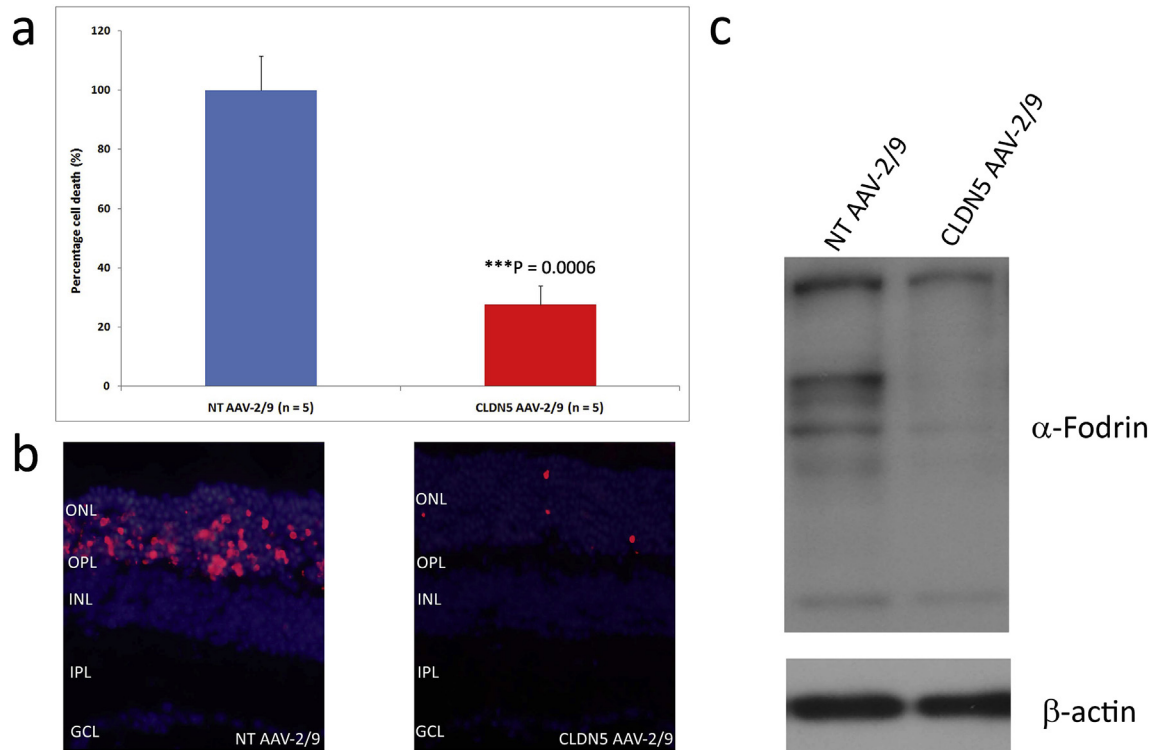 a
Percentage cell death (%)
120
100
80
60
40
20
0
***P = 0.0006
NT AAV-2/9 (n = 5)
CLDN5 AAV-2/9 (n = 5)
b
ONL
OPL
INL
IPL
GCL
NT AAV-2/9
ONL
OPL
INL
IPL
GCL
CLDN5 AAV-2/9
c
NT AAV-2/9
CLDN5 AAV-2/9
α-Fodrin
β-actin